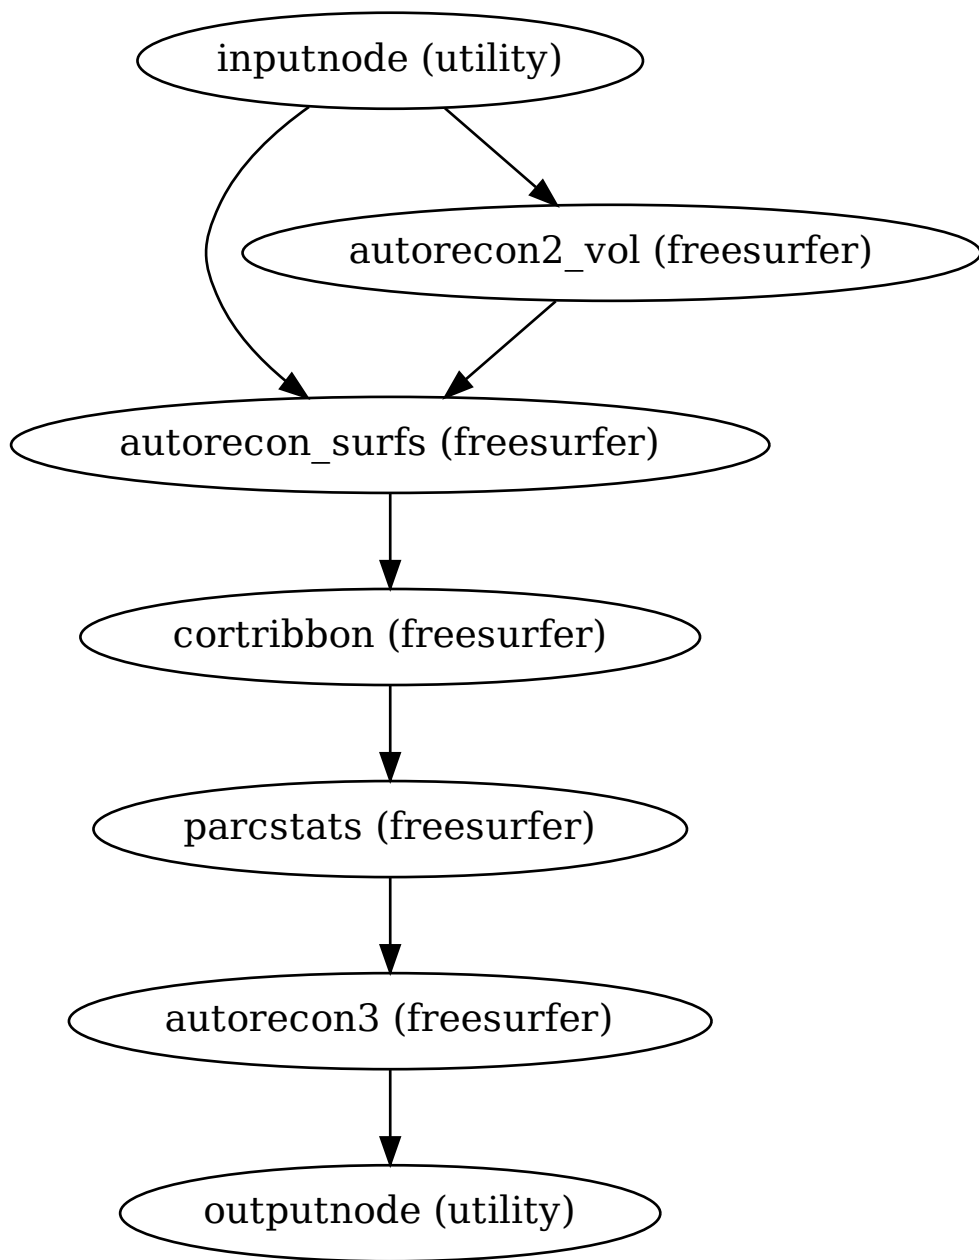 inputnode (utility)
autorecon2_vol (freesurfer)
autorecon_surfs (freesurfer)
cortribbon (freesurfer)
parcstats (freesurfer)
autorecon3 (freesurfer)
outputnode (utility)